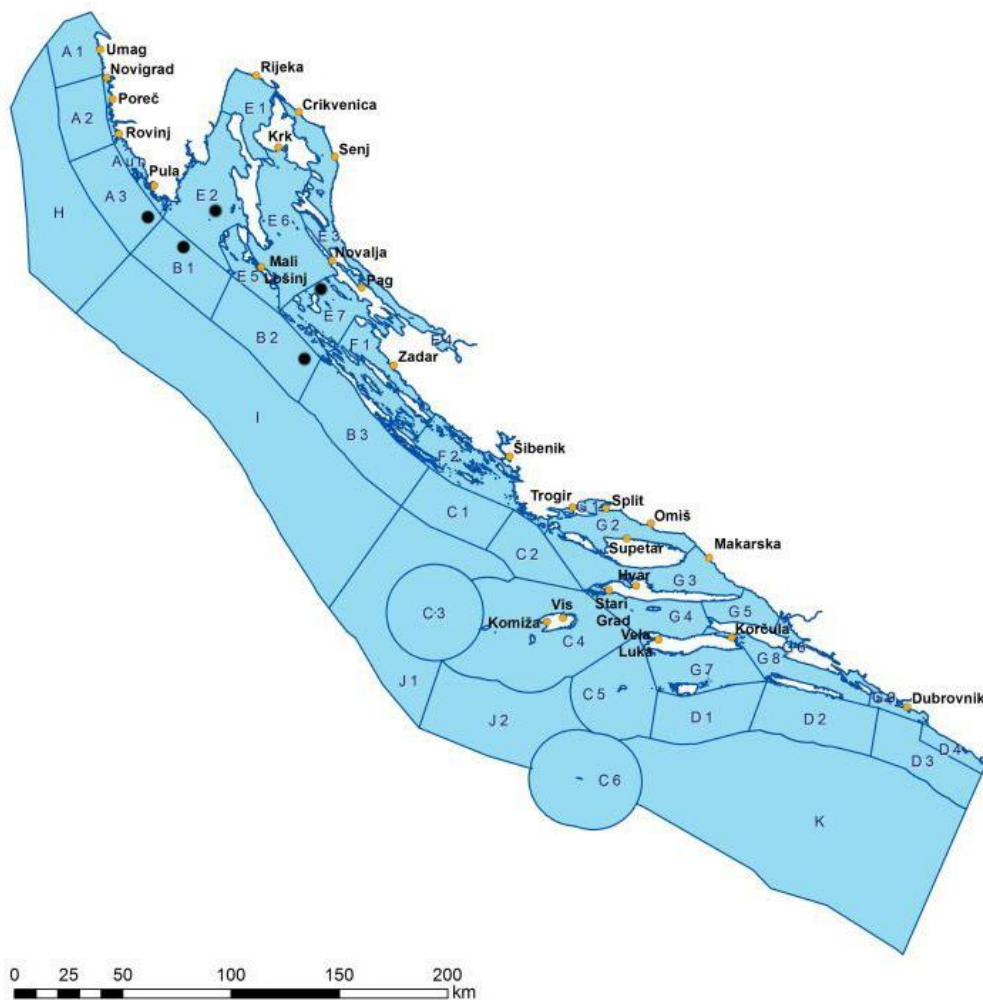 A 1
Umag
Novigrad
Rijeka
Poreč
E 1
Crikvenica
A 2
Rovinj
Krk
Senj
Pula
A 3
E 2
H
E 6
E 3
Novalja
B 1
Mali
Lošinj
E 5
Pag
E 7
B 2
F 1
E 4
Zadar
I
B 3
F 2
Šibenik
Trogir
Split
C 1
G 2
Omiš
C 2
Supetar
Makarska
Hvar
G 3
C 3
Vis
Stari
Grad
G 4
G 5
Komiža
Vela
Luka
Korčula
C 4
G 8
G 7
J 1
C 5
Dubrovnik
J 2
D 1
D 2
D 4
D 3
C 6
K
0 25 50 100 150 200
km